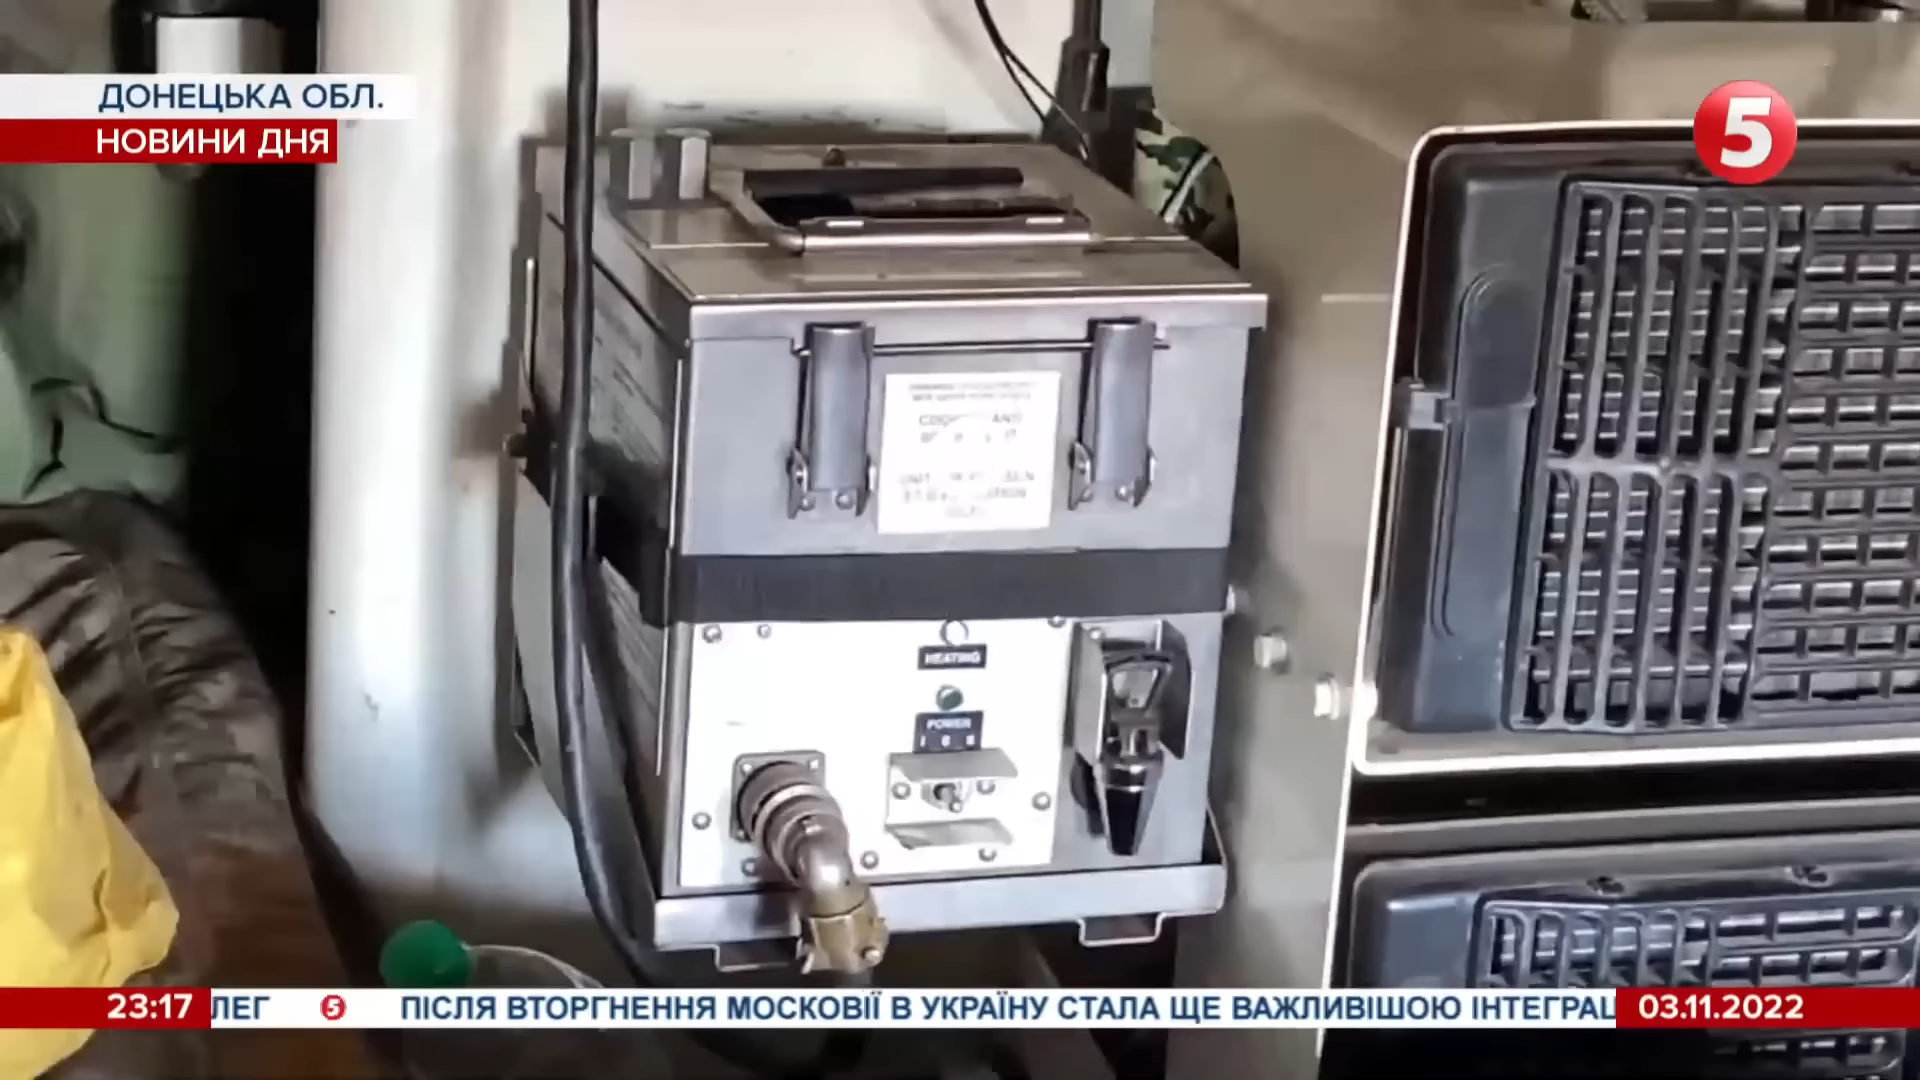 ДОНЕЦЬКА ОБЛ.
НОВИНИ ДНЯ
5
HEATING
POWER
23:17
ЛЕГ 5 ПІСЛЯ ВТОРГНЕННЯ МОСКОВІЇ В УКРАЇНУ СТАЛА ЩЕ ВАЖЛИВІШОЮ ІНТЕГРАЦ
03.11.2022